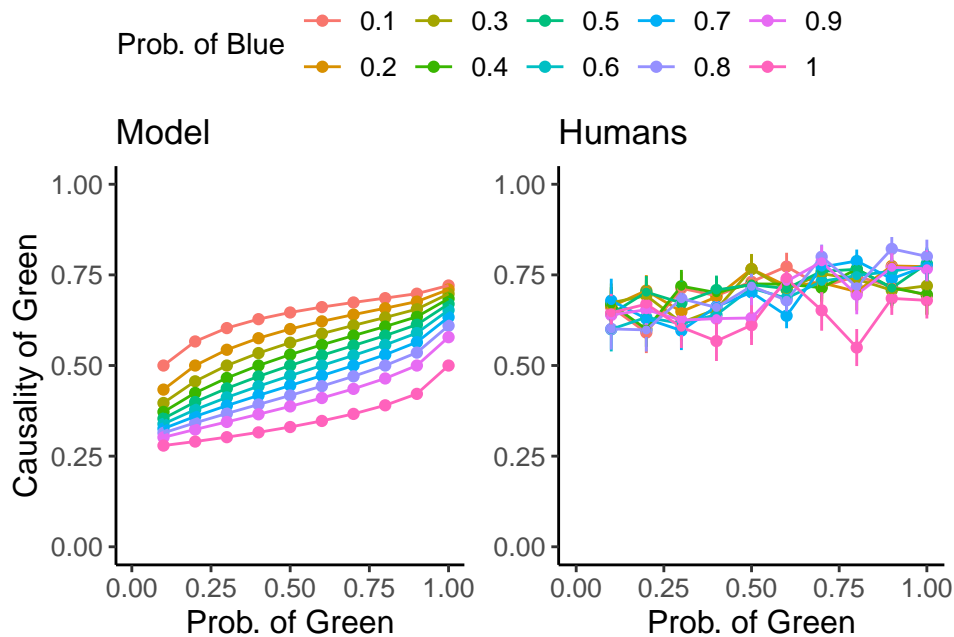 Prob. of Blue
0.1 0.3 0.5 0.7 0.9
0.2 0.4 0.6 0.8 1
Model
Humans
Causality of Green
1.00
0.75
0.50
0.25
0.00
0.00 0.25 0.50 0.75 1.00
Prob. of Green
1.00
0.75
0.50
0.25
0.00
0.00 0.25 0.50 0.75 1.00
Prob. of Green